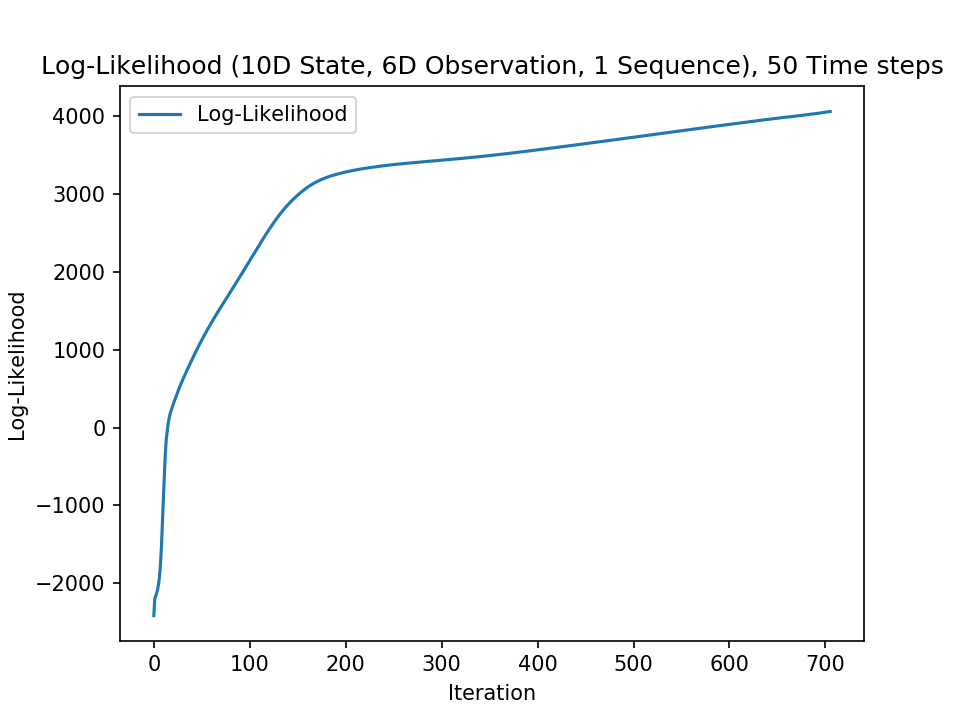 Log-Likelihood (10D State, 6D Observation, 1 Sequence), 50 Time steps
Log-Likelihood
4000
3000
2000
1000
0
−1000
−2000
Log-Likelihood
0 100 200 300 400 500 600 700
Iteration